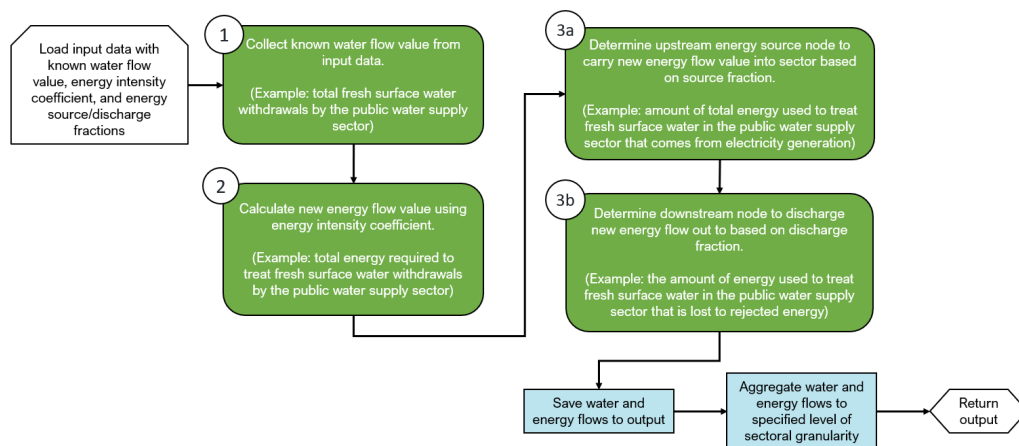 Load input data with
known water flow
value, energy intensity
coefficient, and energy
source/discharge
fractions
1
Collect known water flow value from
input data.
(Example: total fresh surface water
withdrawals by the public water supply
sector)
2
Calculate new energy flow value using
energy intensity coefficient.
(Example: total energy required to
treat fresh surface water withdrawals
by the public water supply sector)
3a
Determine upstream energy source node to
carry new energy flow value into sector based
on source fraction.
(Example: amount of total energy used to treat
fresh surface water in the public water supply
sector that comes from electricity generation)
3b
Determine downstream node to discharge
new energy flow out to based on discharge
fraction.
(Example: the amount of energy used to treat
fresh surface water in the public water supply
sector that is lost to rejected energy)
Save water and
energy flows to output
Aggregate water and
energy flows to
specified level of
sectoral granularity
Return
output